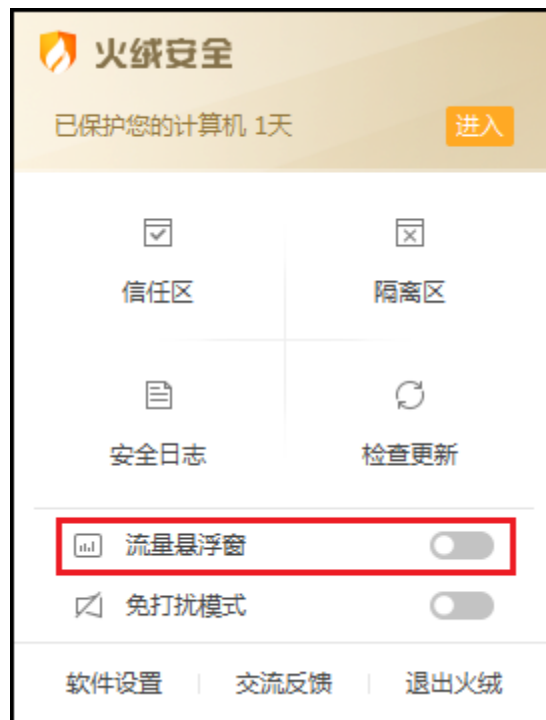 火绒安全
已保护您的计算机 1天 进入
信任区 隔离区
安全日志 检查更新
流量悬浮窗
免打扰模式
软件设置 交流反馈 退出火绒